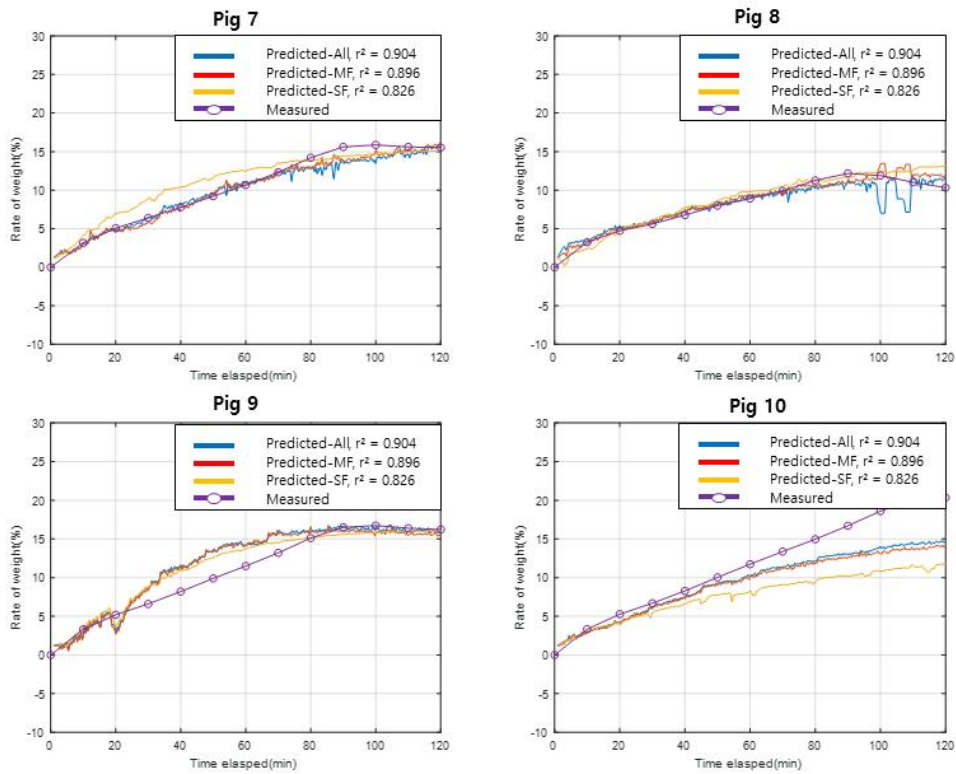 Pig 7
30
25
20
15
10
5
0
-5
-10
Rate of weight(%)
Predicted-All, r² = 0.904
Predicted-MF, r² = 0.896
Predicted-SF, r² = 0.826
Measured
0 20 40 60 80 100 120
Time elasped(min)
Pig 8
30
25
20
15
10
5
0
-5
-10
Rate of weight(%)
Predicted-All, r² = 0.904
Predicted-MF, r² = 0.896
Predicted-SF, r² = 0.826
Measured
0 20 40 60 80 100 120
Time elasped(min)
Pig 9
30
25
20
15
10
5
0
-5
-10
Rate of weight(%)
Predicted-All, r² = 0.904
Predicted-MF, r² = 0.896
Predicted-SF, r² = 0.826
Measured
0 20 40 60 80 100 120
Time elasped(min)
Pig 10
30
25
20
15
10
5
0
-5
-10
Rate of weight(%)
Predicted-All, r² = 0.904
Predicted-MF, r² = 0.896
Predicted-SF, r² = 0.826
Measured
0 20 40 60 80 100 120
Time elasped(min)